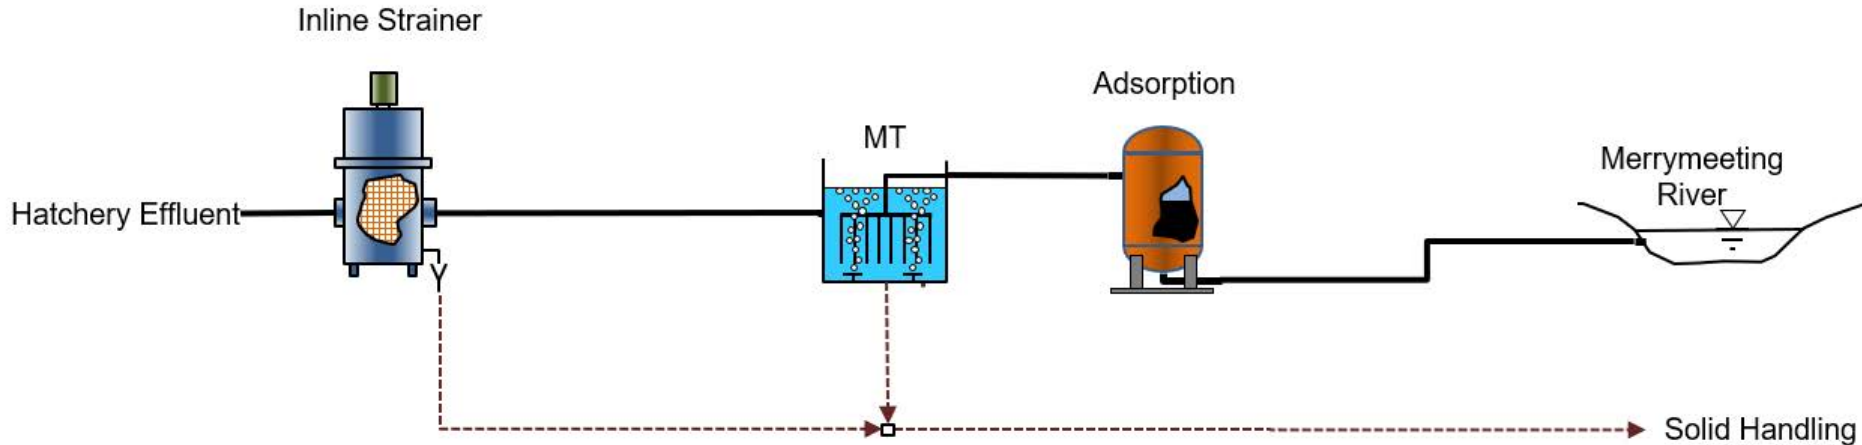 Inline Strainer
Adsorption
MT
Merrymeeting
River
Hatchery Effluent
Solid Handling